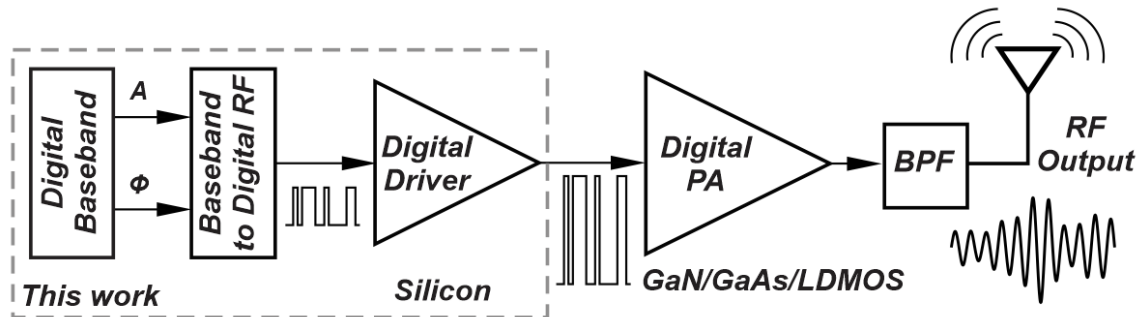 Digital
Baseband
A
Φ
Baseband
to Digital RF
Digital
Driver
Digital
PA
BPF
RF
Output
This work
Silicon
GaN/GaAs/LDMOS